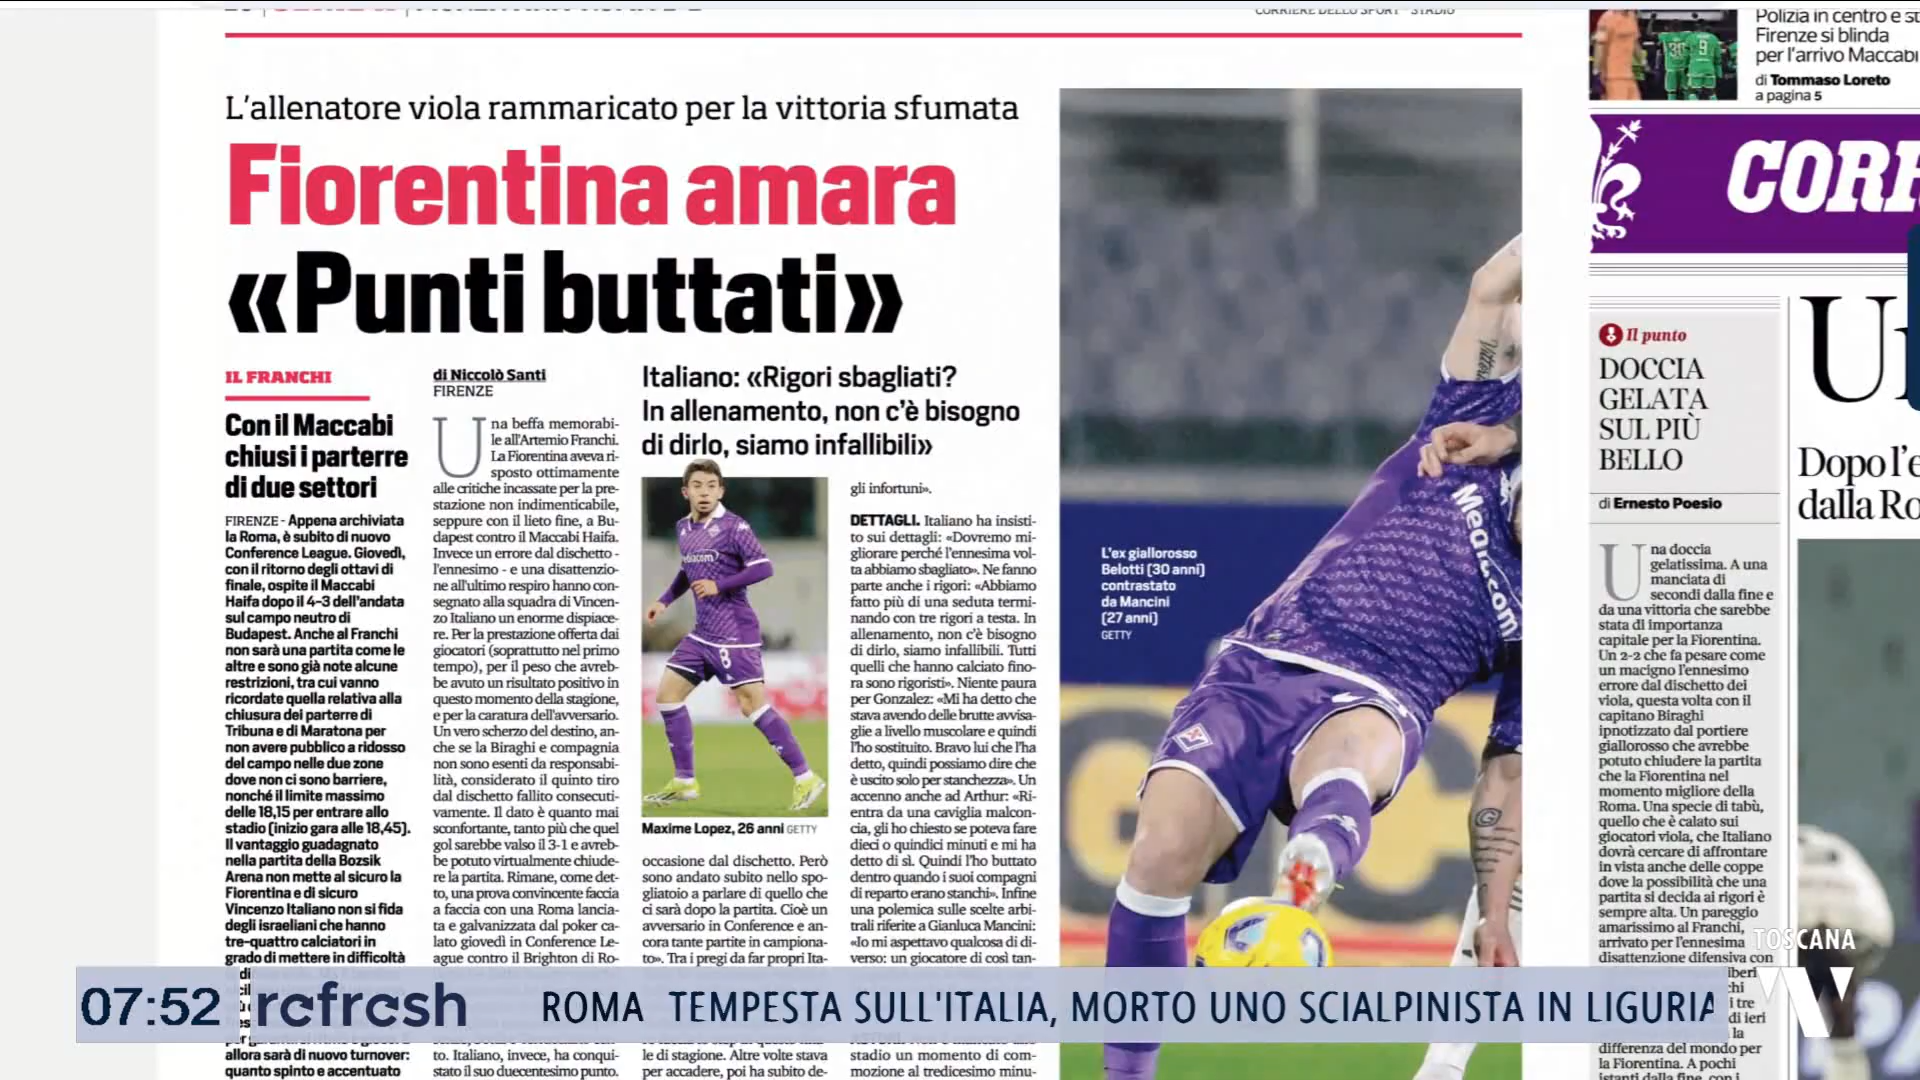 CORRIERE DELLO SPORT - STADIO
L'allenatore viola rammaricato per la vittoria sfumata
Fiorentina amara
«Punti buttati»
IL FRANCHI
Con il Maccabi
chiusi i parterre
di due settori
FIRENZE - Appena archiviata
la Roma, è subito di nuovo
Conference League. Giovedì,
con il ritorno degli ottavi di
finale, ospite il Maccabi
Haifa dopo il 4-3 dell'andata
sul campo neutro di
Budapest. Anche al Franchi
non sarà una partita come le
altre e sono già note alcune
restrizioni, tra cui vanno
ricordate quella relativa alla
chiusura dei parterre di
Tribuna e di Maratona per
non avere pubblico a ridosso
del campo nelle due zone
dove non ci sono barriere,
nonché il limite massimo
delle 18,15 per entrare allo
stadio (inizio gara alle 18,45).
Il vantaggio guadagnato
nella partita della Bozsik
Arena non mette al sicuro la
Fiorentina e di sicuro
Vincenzo Italiano non si fida
degli israeliani che hanno
tre-quattro calciatori in
grado di mettere in difficoltà
allora sarà di nuovo turnover:
quanto spinto e accentuato
di Niccolò Santi
FIRENZE
Una beffa memorabi-
le all'Artemio Franchi.
La Fiorentina aveva ri-
sposto ottimamente
alle critiche incassate per la pre-
stazione non indimenticabile,
seppure con il lieto fine, a Bu-
dapest contro il Maccabi Haifa.
Invece un errore dal dischetto -
l'ennesimo - e una disattenzio-
ne all'ultimo respiro hanno con-
segnato alla squadra di Vincen-
zo Italiano un enorme dispiace-
re. Per la prestazione offerta dai
giocatori (soprattutto nel primo
tempo), per il peso che avreb-
be avuto un risultato positivo in
questo momento della stagione,
e per la caratura dell'avversario.
Un vero scherzo del destino, an-
che se la Biraghi e compagnia
non sono esenti da responsabi-
lità, considerato il quinto tiro
dal dischetto fallito consecuti-
vamente. Il dato è quanto mai
sconfortante, tanto più che quel
gol sarebbe valso il 3-1 e avreb-
be potuto virtualmente chiude-
re la partita. Rimane, come det-
to, una prova convincente faccia
a faccia con una Roma lancia-
ta e galvanizzata dal poker ca-
lato giovedì in Conference Le-
ague contro il Brighton di Ro-
to. Italiano, invece, ha conqui-
stato il suo duecentesimo punto.
Italiano: «Rigori sbagliati?
In allenamento, non c'è bisogno
di dirlo, siamo infallibili»
Mediacom
8
Maxime Lopez, 26 anni GETTY
occasione dal dischetto. Però
sono andato subito nello spo-
gliatoio a parlare di quello che
ci sarà dopo la partita. Cioè un
avversario in Conference e an-
cora tante partite in campiona-
to». Tra i pregi da far propri Ita-
le di stagione. Altre volte stava
per accadere, poi ha subito de-
gli infortuni».
DETTAGLI. Italiano ha insisti-
to sui dettagli: «Dovremo mi-
gliorare perché l'ennesima vol-
ta abbiamo sbagliato». Ne fanno
parte anche i rigori: «Abbiamo
fatto più di una seduta termi-
nando con tre rigori a testa. In
allenamento, non c'è bisogno
di dirlo, siamo infallibili. Tutti
quelli che hanno calciato fino-
ra sono rigoristi». Niente paura
per Gonzalez: «Mi ha detto che
stava avendo delle brutte avvisa-
glie a livello muscolare e quindi
l'ho sostituito. Bravo lui che l'ha
detto, quindi possiamo dire che
è uscito solo per stanchezza». Un
accenno anche ad Arthur: «Ri-
entra da una caviglia malcon-
cia, gli ho chiesto se poteva fare
dieci o quindici minuti e mi ha
detto di sì. Quindi l'ho buttato
dentro quando i suoi compagni
di reparto erano stanchi». Infine
una polemica sulle scelte arbi-
trali riferite a Gianluca Mancini:
«Io mi aspettavo qualcosa di di-
verso: un giocatore di così tan-
stadio un momento di com-
mozione al tredicesimo minu-
L'ex giallorosso
Belotti (30 anni)
contrastato
da Mancini
(27 anni)
GETTY
Mediacom
Polizia in centro e st
Firenze si blinda
per l'arrivo Maccabi
di Tommaso Loreto
a pagina 5
CORR
Il punto
DOCCIA
GELATA
SUL PIÙ
BELLO
di Ernesto Poesio
Una doccia
gelatissima. A una
manciata di
secondi dalla fine e
da una vittoria che sarebbe
stata di importanza
capitale per la Fiorentina.
Un 2-2 che fa pesare come
un macigno l'ennesimo
errore dal dischetto dei
viola, questa volta con il
capitano Biraghi
ipnotizzato dal portiere
giallorosso che avrebbe
potuto chiudere la partita
che la Fiorentina nel
momento migliore della
Roma. Una specie di tabù,
quello che è calato sui
giocatori viola, che Italiano
dovrà cercare di affrontare
in vista anche delle coppe
dove la possibilità che una
partita si decida ai rigori è
sempre alta. Un pareggio
amarissimo al Franchi,
arrivato per l'ennesima
disattenzione difensiva con
i tre
di ieri
la
differenza del mondo per
la Fiorentina. A pochi
istanti dalla fine, con i
Dopo l'e
dalla Ro
TOSCANA
07:52 refresh ROMA TEMPESTA SULL'ITALIA, MORTO UNO SCIALPINISTA IN LIGURIA